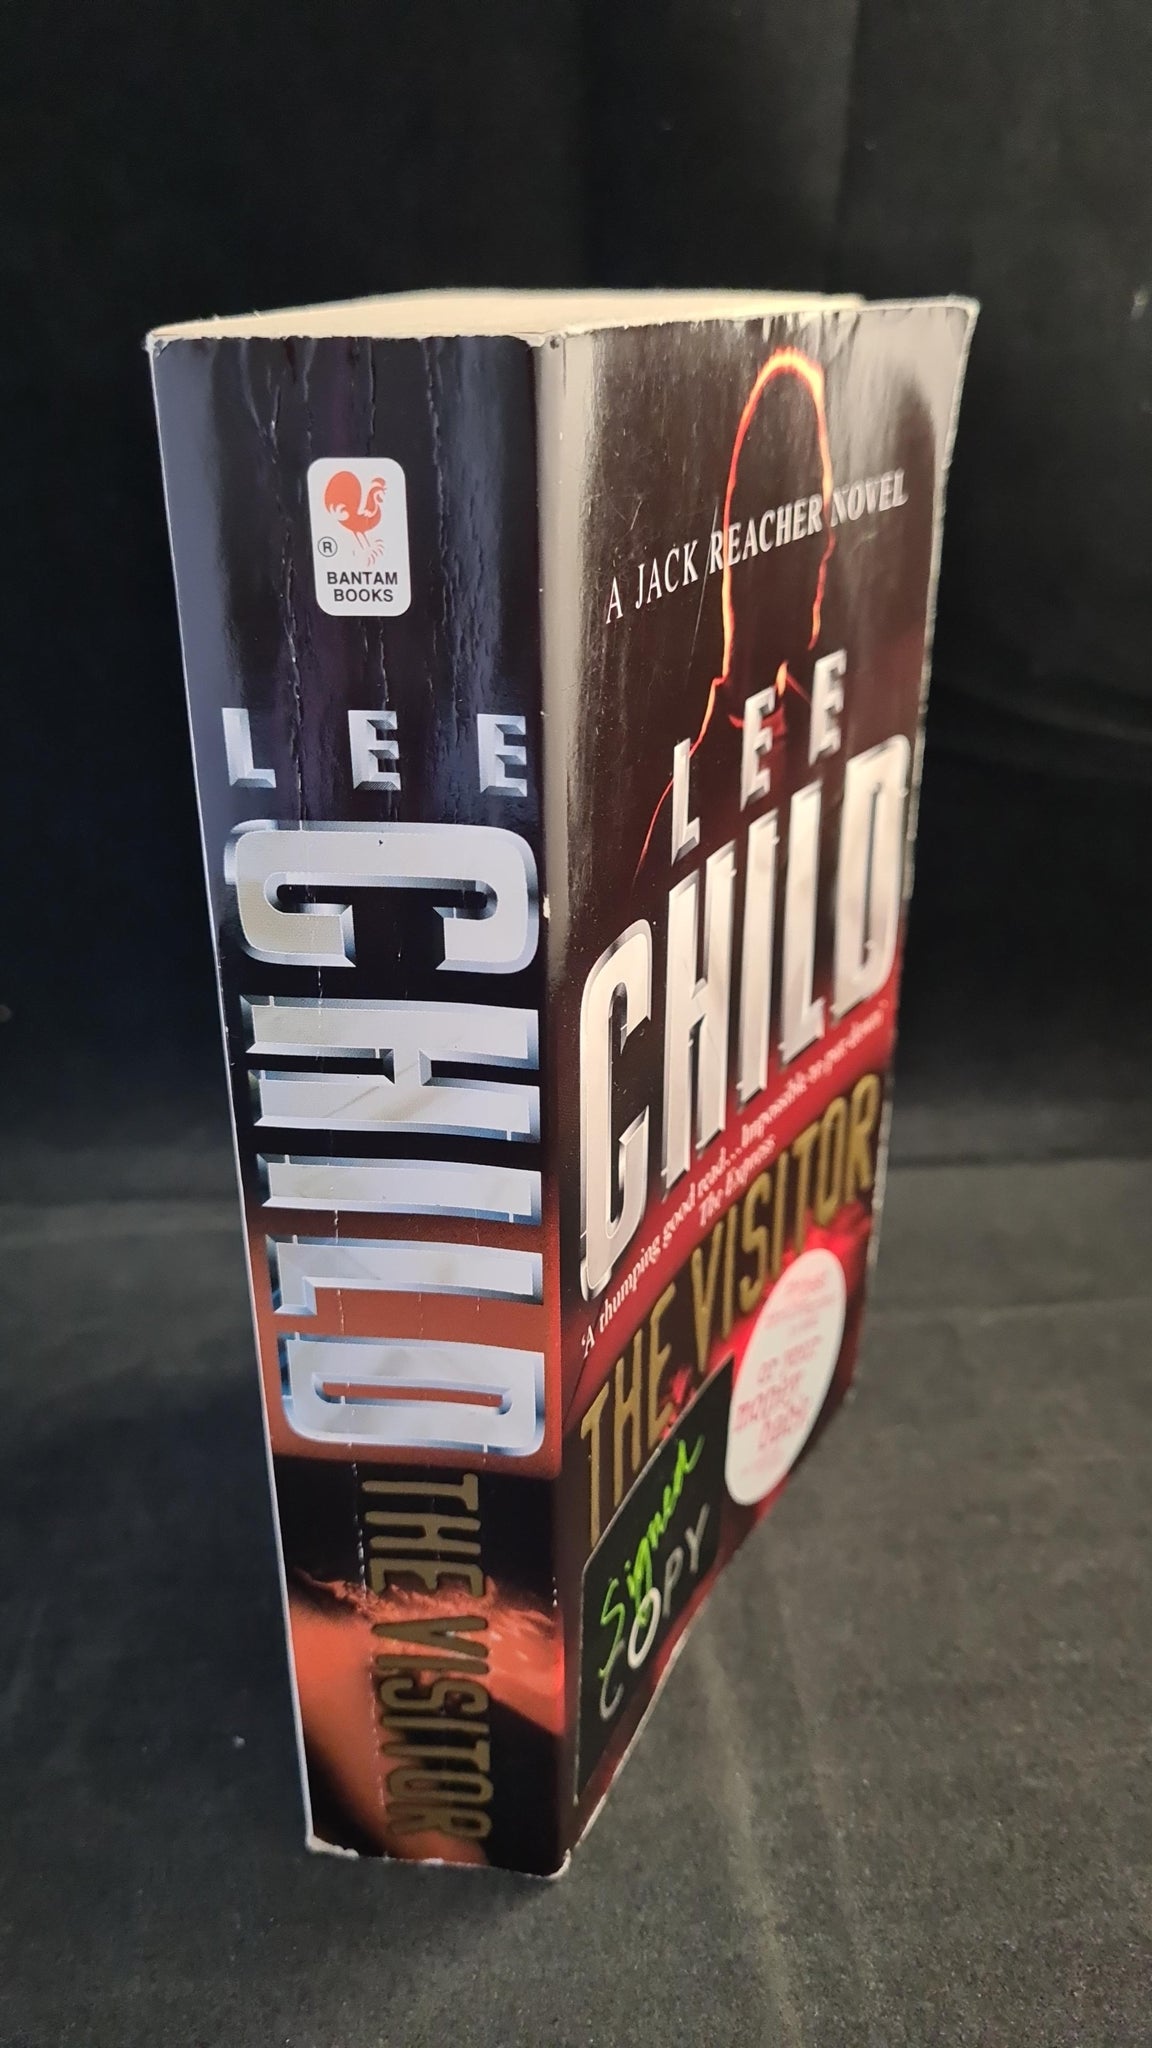 ®
BANTAM
BOOKS
LEE
CHILD
THE VISITOR
A JACK REACHER NOVEL
LEE
CHILD
'A thumping good read... Impossible to put down'
The Express
THE VISITOR
Signed
COPY